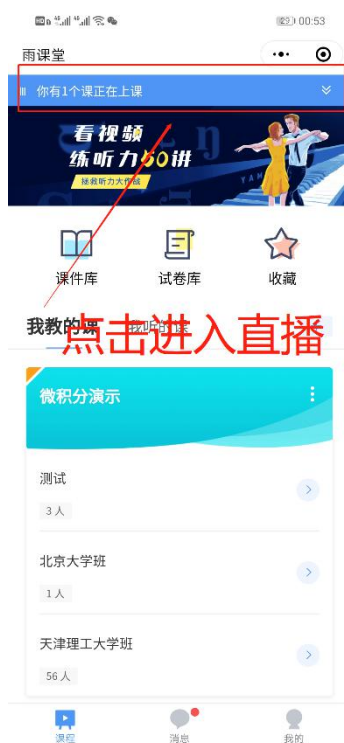 00:53
雨课堂
你有1个课正在上课
看视频
练听力50讲
拯救听力大作战
课件库
试卷库
收藏
我教的课
我听的课
点击进入直播
微积分演示
测试
3人
北京大学班
1人
天津理工大学班
56人
课程
消息
我的